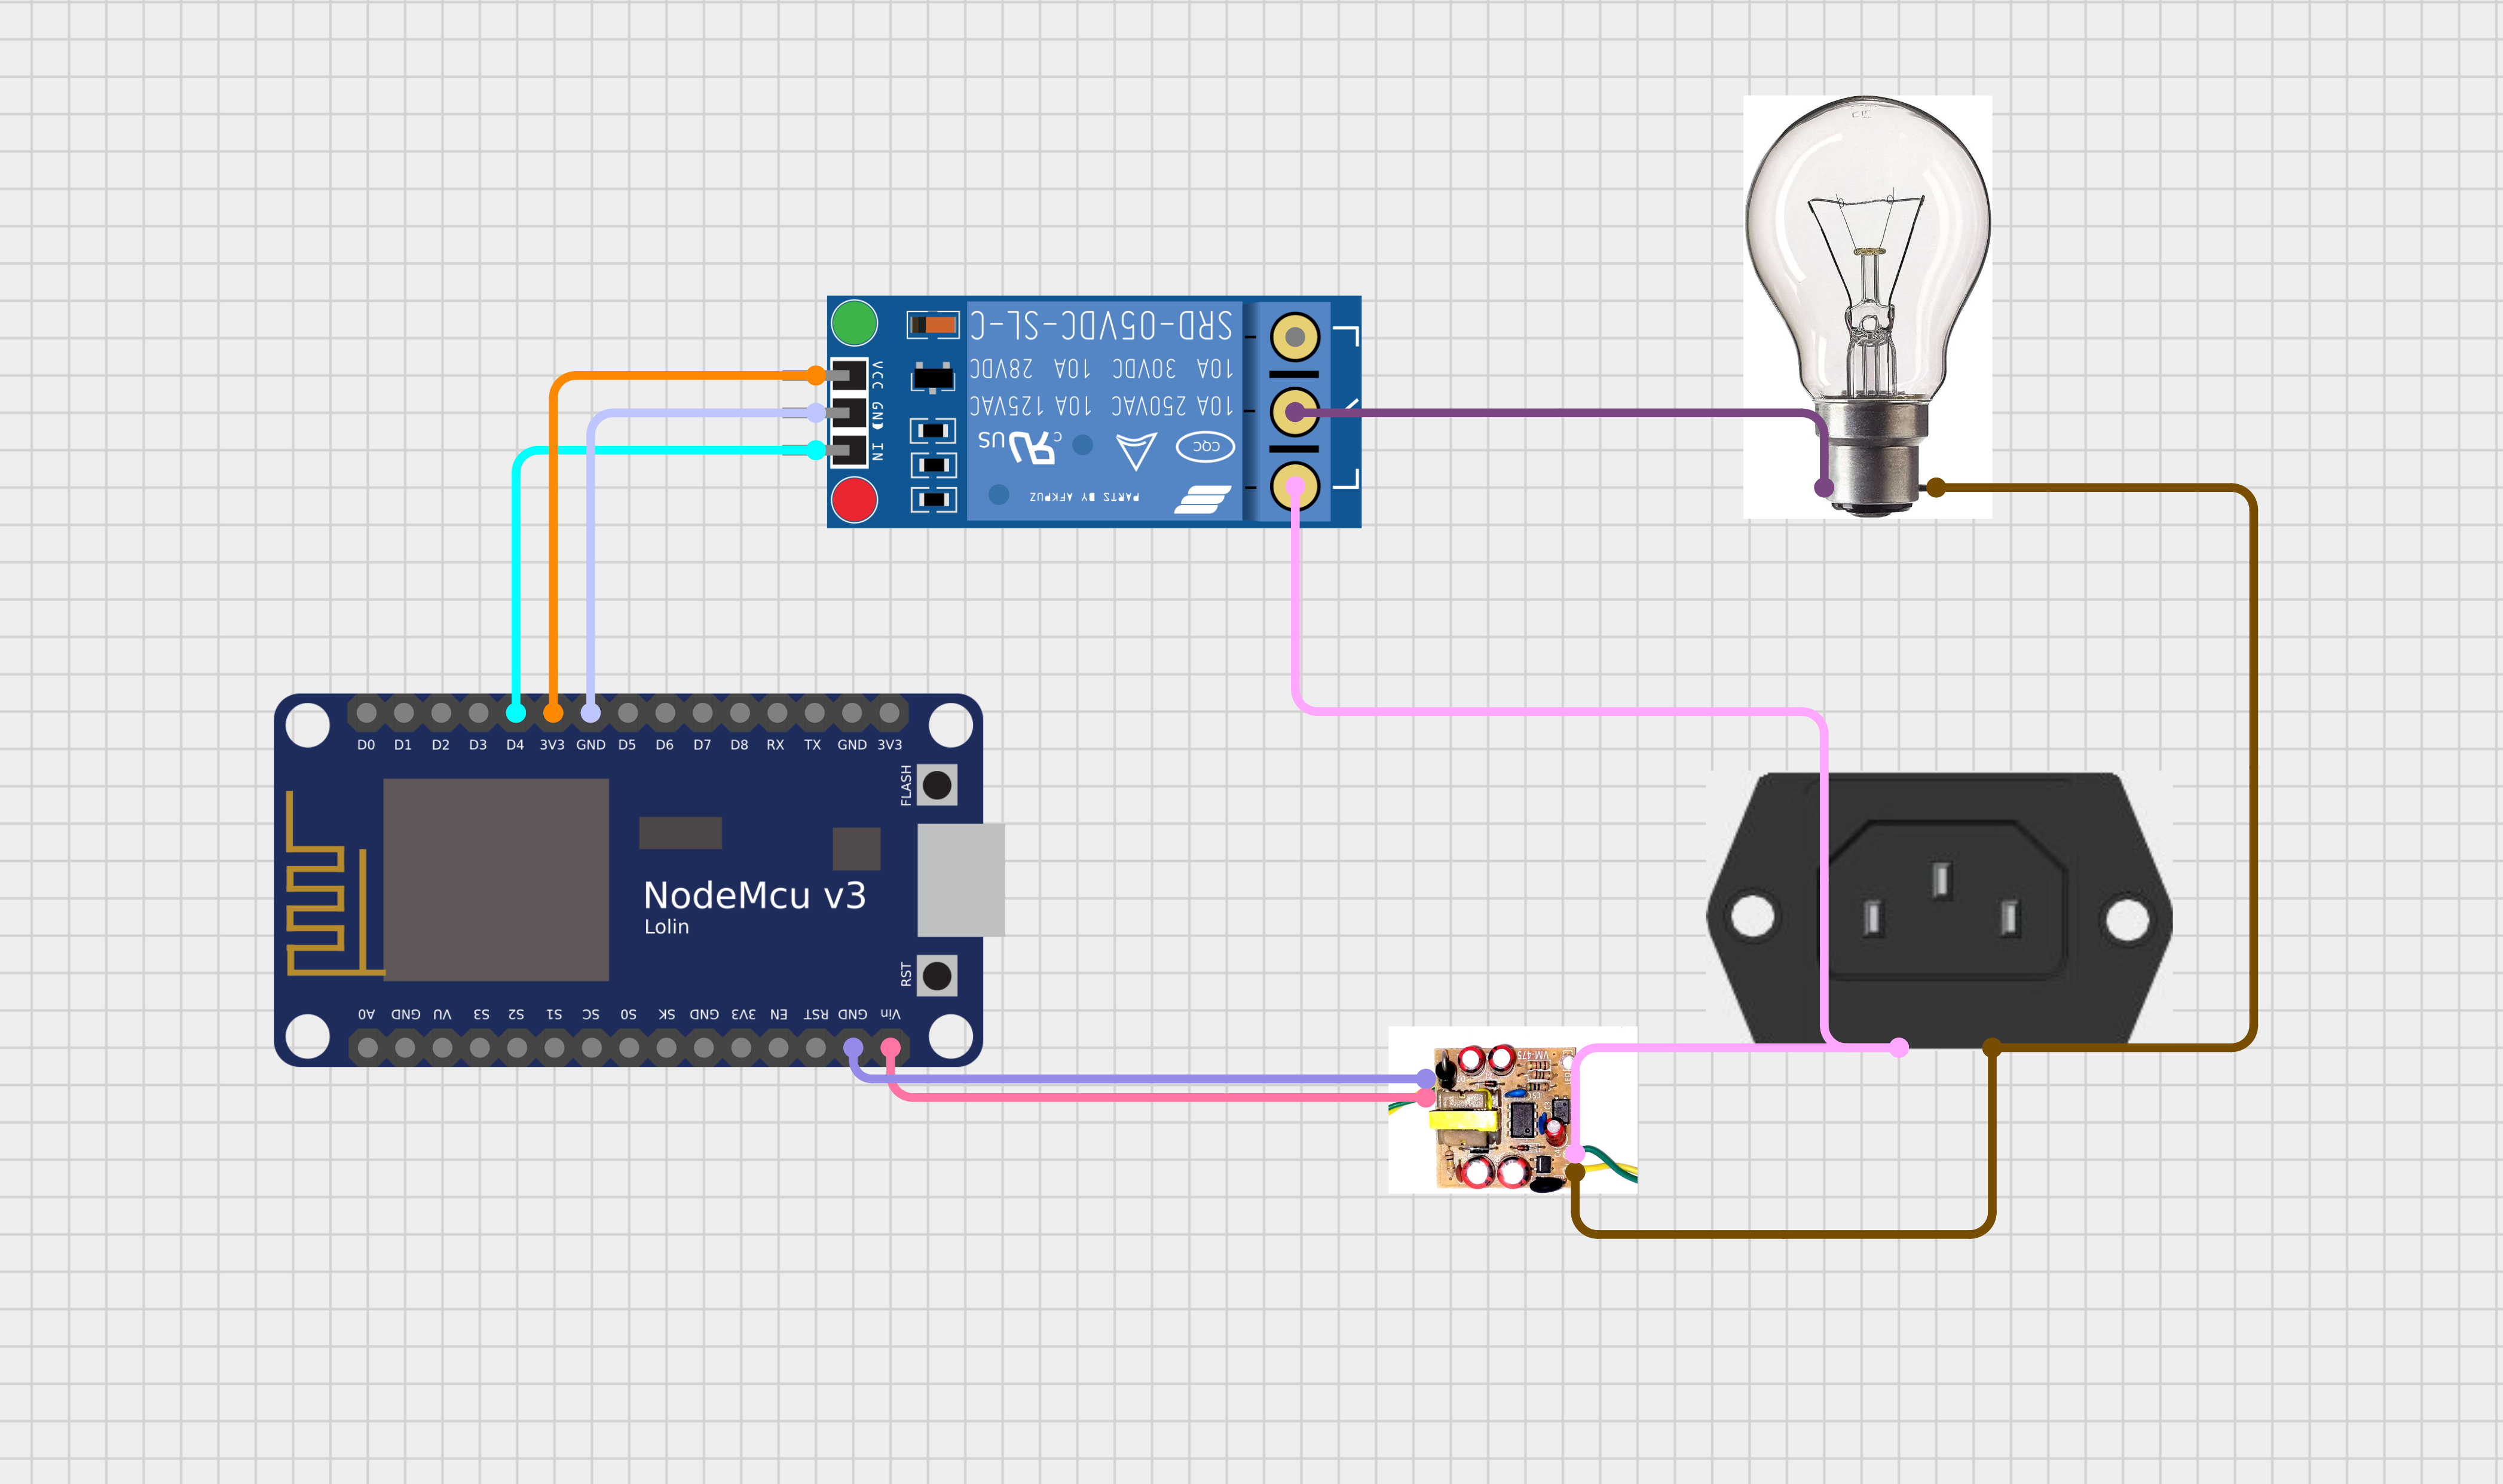 SRD-05VDC-SL-C
10A 30VDC 10A 28VDC
10A 250VAC 10A 125VAC
VCC
GND
IN
c
US
CQC
PARTS BY AFKPUZ
D0 D1 D2 D3 D4 3V3 GND D5 D6 D7 D8 RX TX GND 3V3
FLASH
NodeMcu v3
Lolin
RST
A0 GND VU S3 S2 S1 SC S0 SK GND 3V3 EN RST GND Vin
VM-475